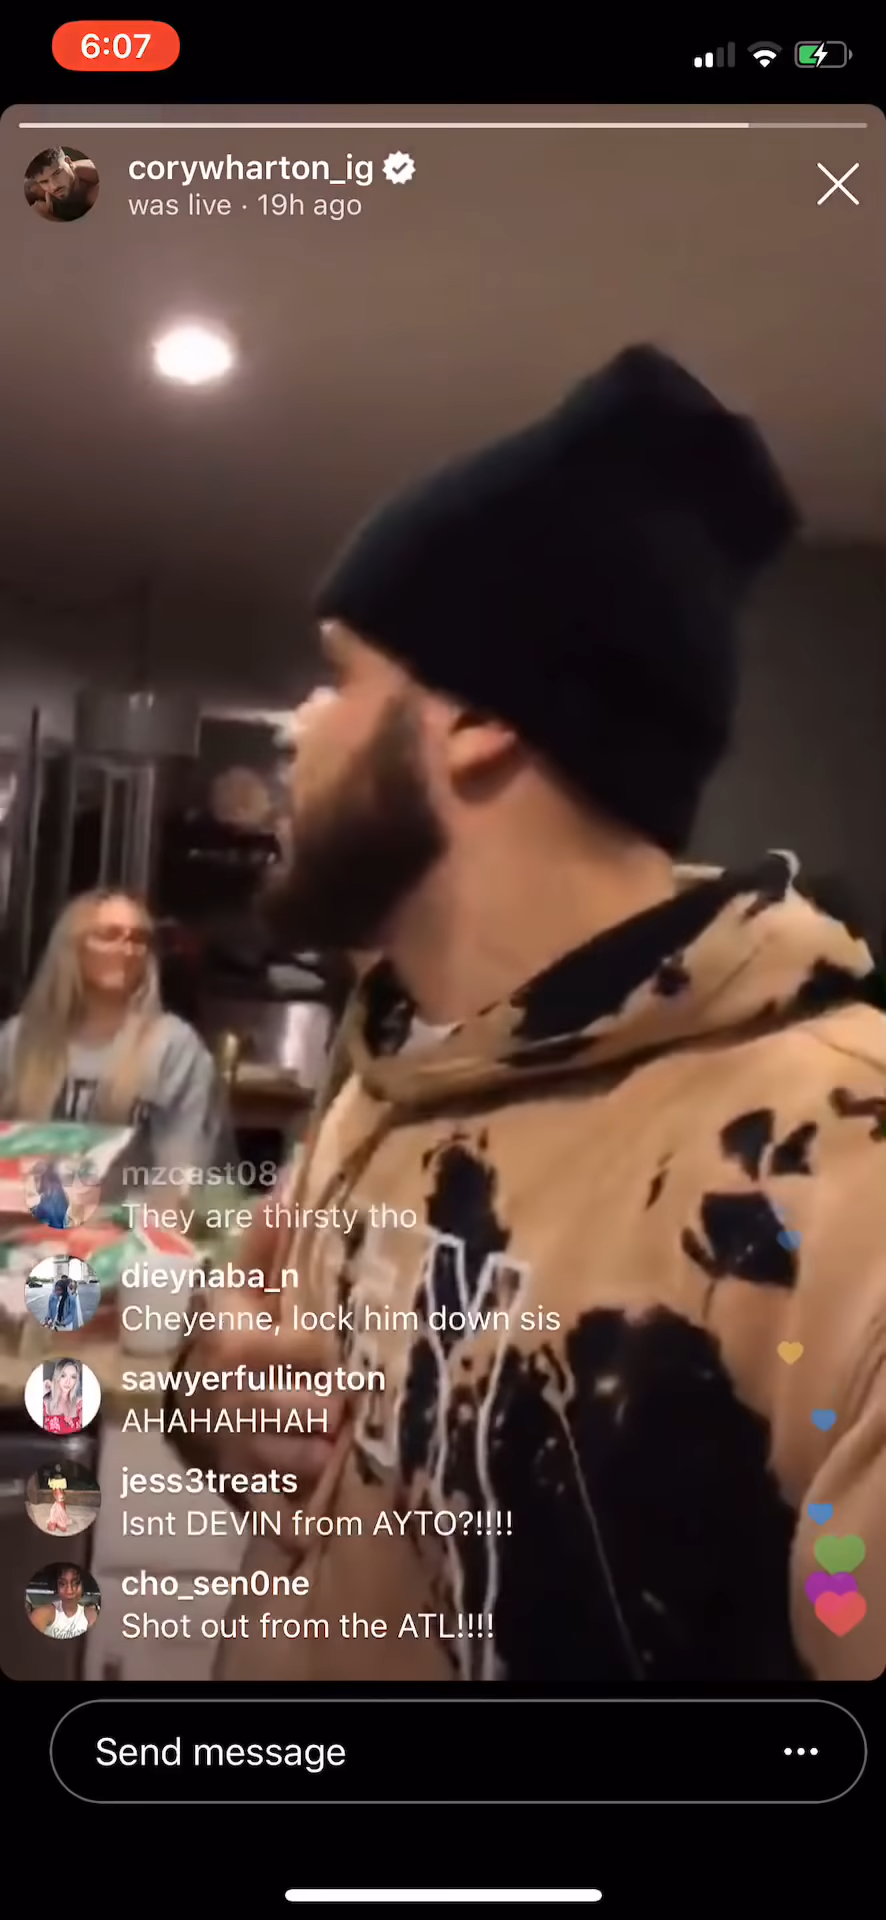 6:07
corywharton_ig
was live · 19h ago
mzcast08
They are thirsty tho
dieynaba_n
Cheyenne, lock him down sis
sawyerfullington
AHAHAHHAH
jess3treats
Isnt DEVIN from AYTO?!!!!
cho_sen0ne
Shot out from the ATL!!!!
Send message